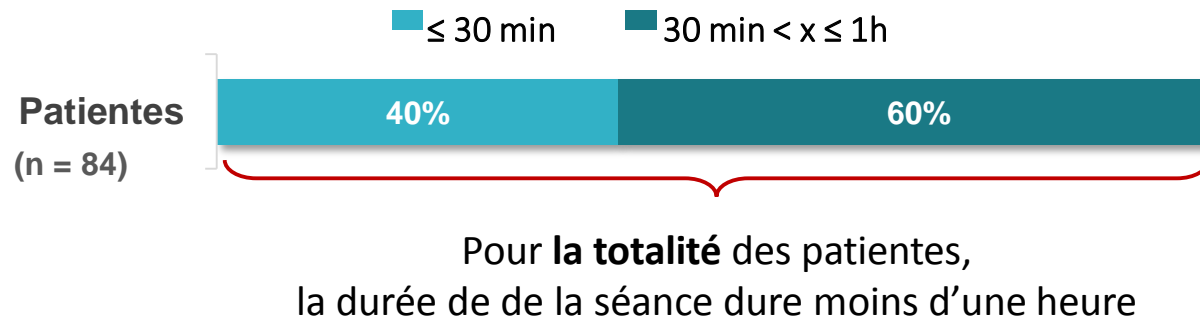 ≤ 30 min 30 min < x ≤ 1h
Patientes 40% 60%
(n = 84)
Pour la totalité des patientes,
la durée de de la séance dure moins d’une heure